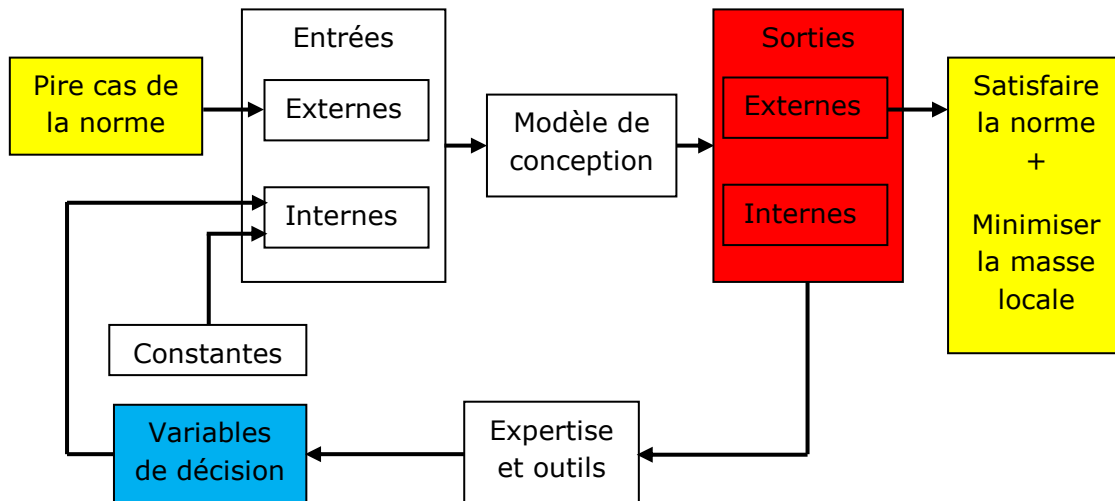 Entrées
Sorties
Pire cas de
la norme
Externes
Modèle de
conception
Externes
Satisfaire
la norme
+
Minimiser
la masse
locale
Internes
Internes
Constantes
Variables
de décision
Expertise
et outils